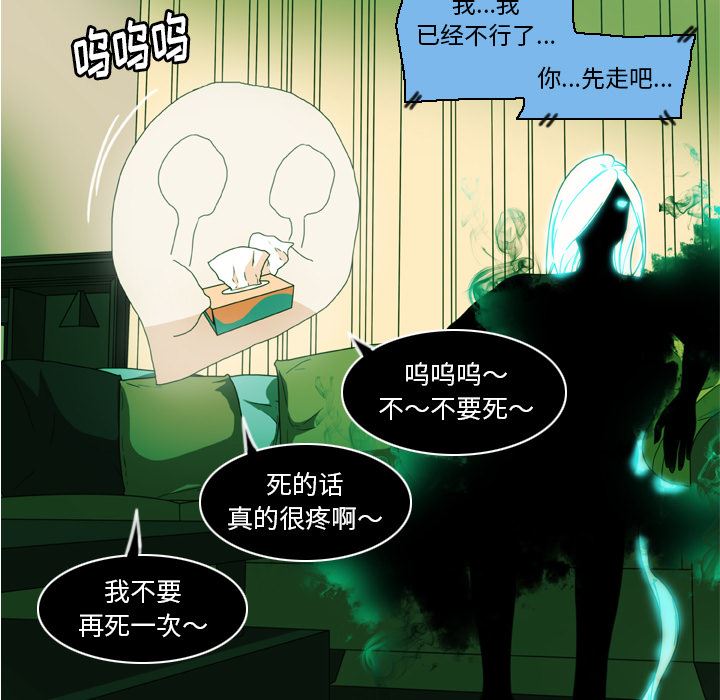 我...我
已经不行了...
你...先走吧...
呜呜呜
呜呜呜～
不～不要死～
死的话
真的很疼啊～
我不要
再死一次～